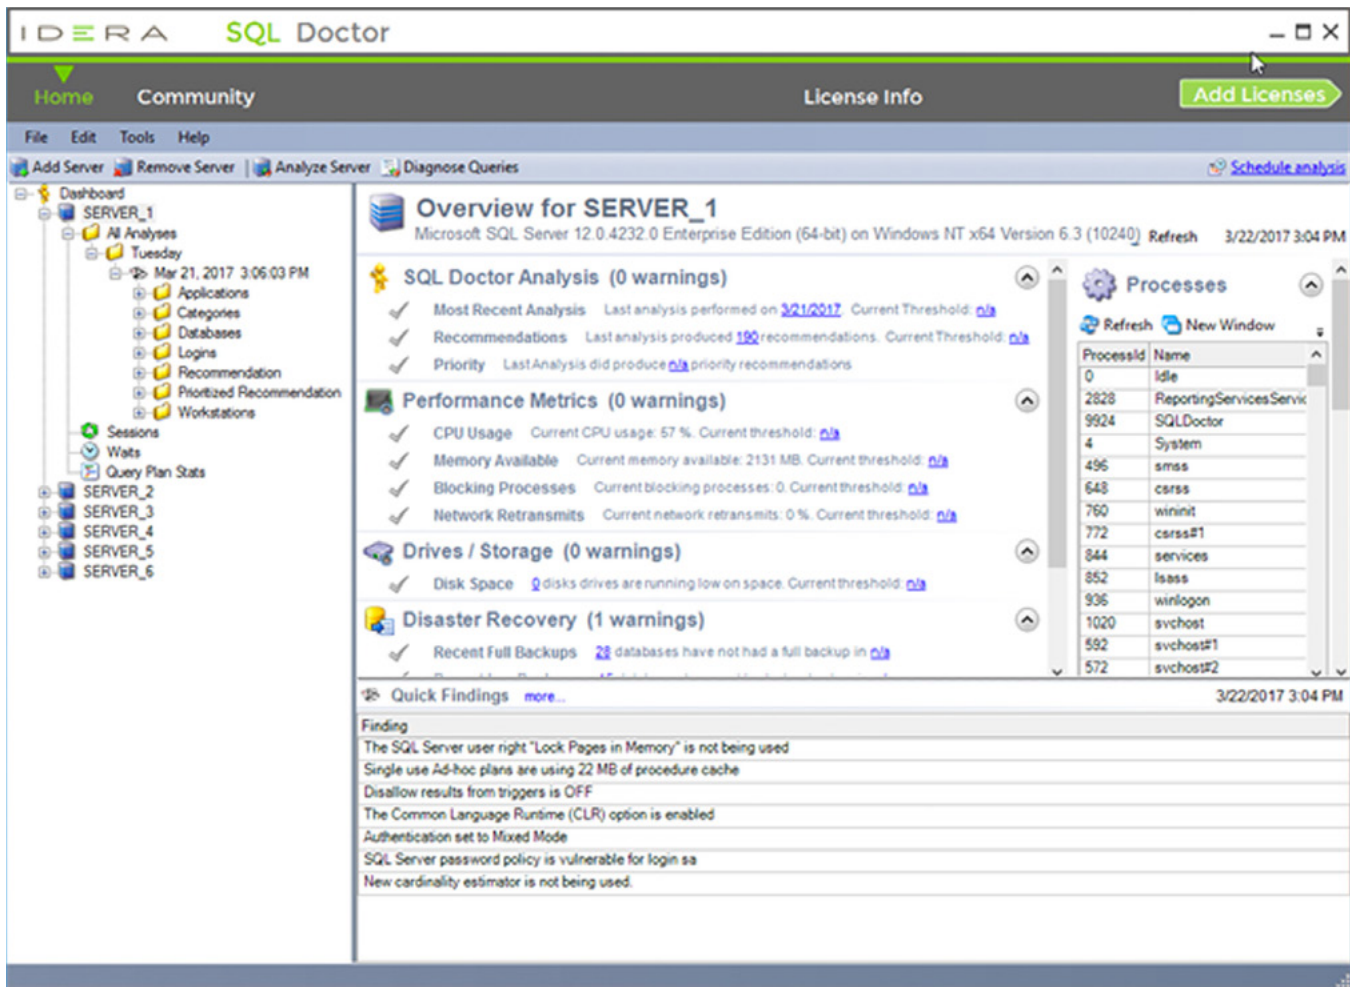 IDERA SQL Doctor
Home Community License Info Add Licenses
File Edit Tools Help
Add Server Remove Server Analyze Server Diagnose Queries Schedule analysis
Dashboard
SERVER_1
All Analyses
Tuesday
Mar 21, 2017 3:06:03 PM
Applications
Categories
Databases
Logins
Recommendation
Prioritized Recommendation
Workstations
Sessions
Waits
Query Plan Stats
SERVER_2
SERVER_3
SERVER_4
SERVER_5
SERVER_6
Overview for SERVER_1
Microsoft SQL Server 12.0.4232.0 Enterprise Edition (64-bit) on Windows NT x64 Version 6.3 (10240) Refresh 3/22/2017 3:04 PM
SQL Doctor Analysis (0 warnings)
Most Recent Analysis Last analysis performed on 3/21/2017. Current Threshold: n/a
Recommendations Last analysis produced 190 recommendations. Current Threshold: n/a
Priority Last Analysis did produce n/a priority recommendations
Performance Metrics (0 warnings)
CPU Usage Current CPU usage: 57 %. Current threshold: n/a
Memory Available Current memory available: 2131 MB. Current threshold: n/a
Blocking Processes Current blocking processes: 0. Current threshold: n/a
Network Retransmits Current network retransmits: 0 %. Current threshold: n/a
Drives / Storage (0 warnings)
Disk Space 0 disks drives are running low on space. Current threshold: n/a
Disaster Recovery (1 warnings)
Recent Full Backups 28 databases have not had a full backup in n/a
Processes
Refresh New Window
ProcessId Name
0 Idle
2828 ReportingServicesServic
9924 SQLDoctor
4 System
496 smss
648 csrss
760 wininit
772 csrss#1
844 services
852 lsass
936 winlogon
1020 svchost
592 svchost#1
572 svchost#2
Quick Findings more... 3/22/2017 3:04 PM
Finding
The SQL Server user right "Lock Pages in Memory" is not being used
Single use Ad-hoc plans are using 22 MB of procedure cache
Disallow results from triggers is OFF
The Common Language Runtime (CLR) option is enabled
Authentication set to Mixed Mode
SQL Server password policy is vulnerable for login sa
New cardinality estimator is not being used.